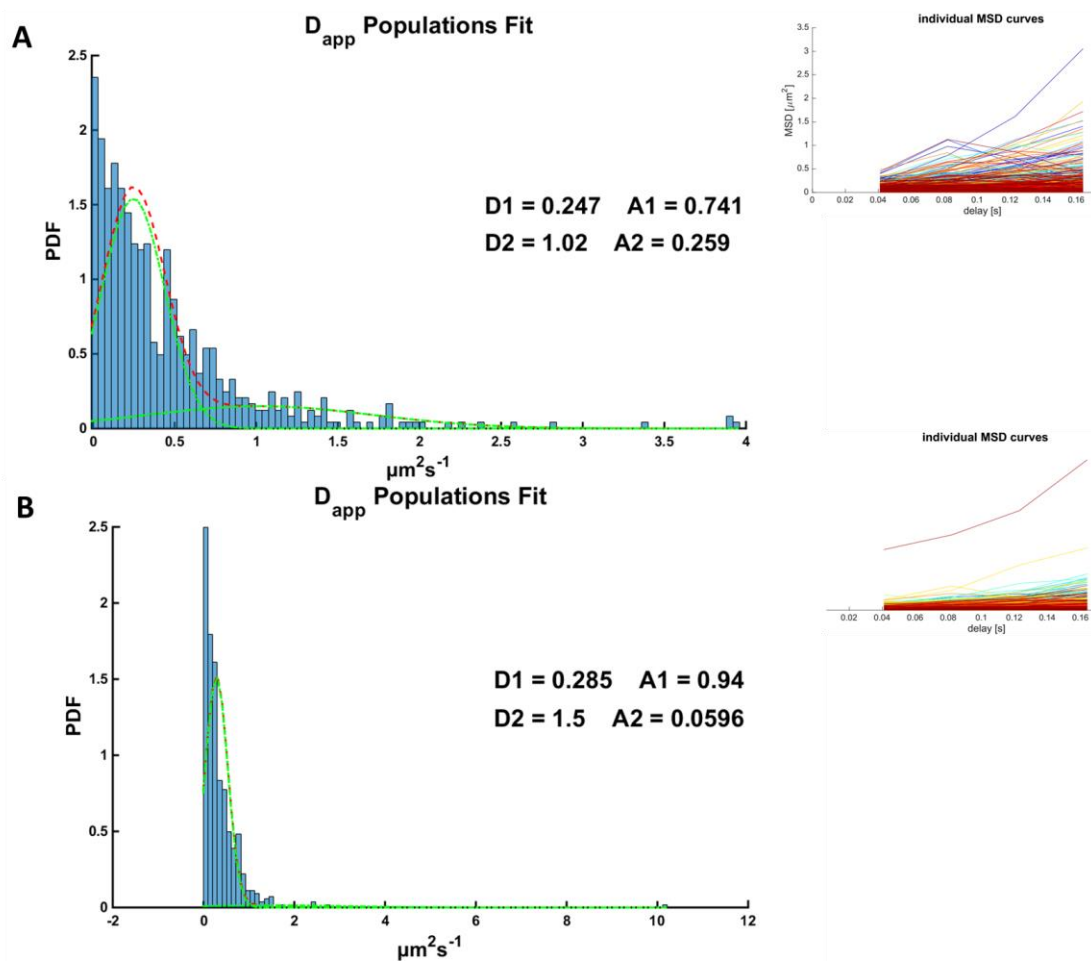 A
D_app Populations Fit
2.5
2
1.5
1
0.5
0
PDF
D1 = 0.247 A1 = 0.741
D2 = 1.02 A2 = 0.259
0 0.5 1 1.5 2 2.5 3 3.5 4
µm²s⁻¹
individual MSD curves
3.5
3
2.5
2
1.5
1
0.5
0
MSD [µm²]
0 0.02 0.04 0.06 0.08 0.1 0.12 0.14 0.16
delay [s]
B
D_app Populations Fit
2.5
2
1.5
1
0.5
0
PDF
D1 = 0.285 A1 = 0.94
D2 = 1.5 A2 = 0.0596
-2 0 2 4 6 8 10 12
µm²s⁻¹
individual MSD curves
0.02 0.04 0.06 0.08 0.1 0.12 0.14 0.16
delay [s]